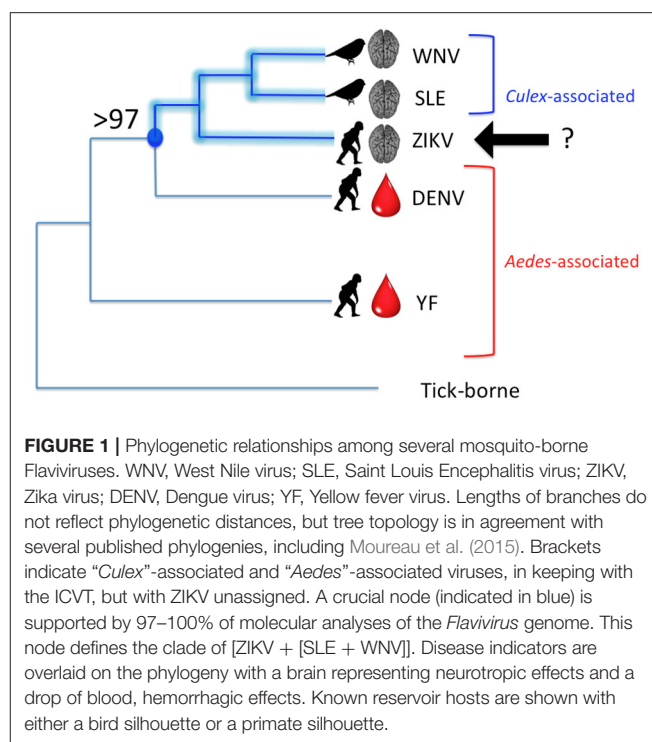 WNV
SLE
Culex-associated
>97
ZIKV
?
DENV
Aedes-associated
YF
Tick-borne
FIGURE 1 | Phylogenetic relationships among several mosquito-borne
Flaviviruses. WNV, West Nile virus; SLE, Saint Louis Encephalitis virus; ZIKV,
Zika virus; DENV, Dengue virus; YF, Yellow fever virus. Lengths of branches do
not reflect phylogenetic distances, but tree topology is in agreement with
several published phylogenies, including Moureau et al. (2015). Brackets
indicate “Culex”-associated and “Aedes”-associated viruses, in keeping with
the ICVT, but with ZIKV unassigned. A crucial node (indicated in blue) is
supported by 97–100% of molecular analyses of the Flavivirus genome. This
node defines the clade of [ZIKV + [SLE + WNV]]. Disease indicators are
overlaid on the phylogeny with a brain representing neurotropic effects and a
drop of blood, hemorrhagic effects. Known reservoir hosts are shown with
either a bird silhouette or a primate silhouette.